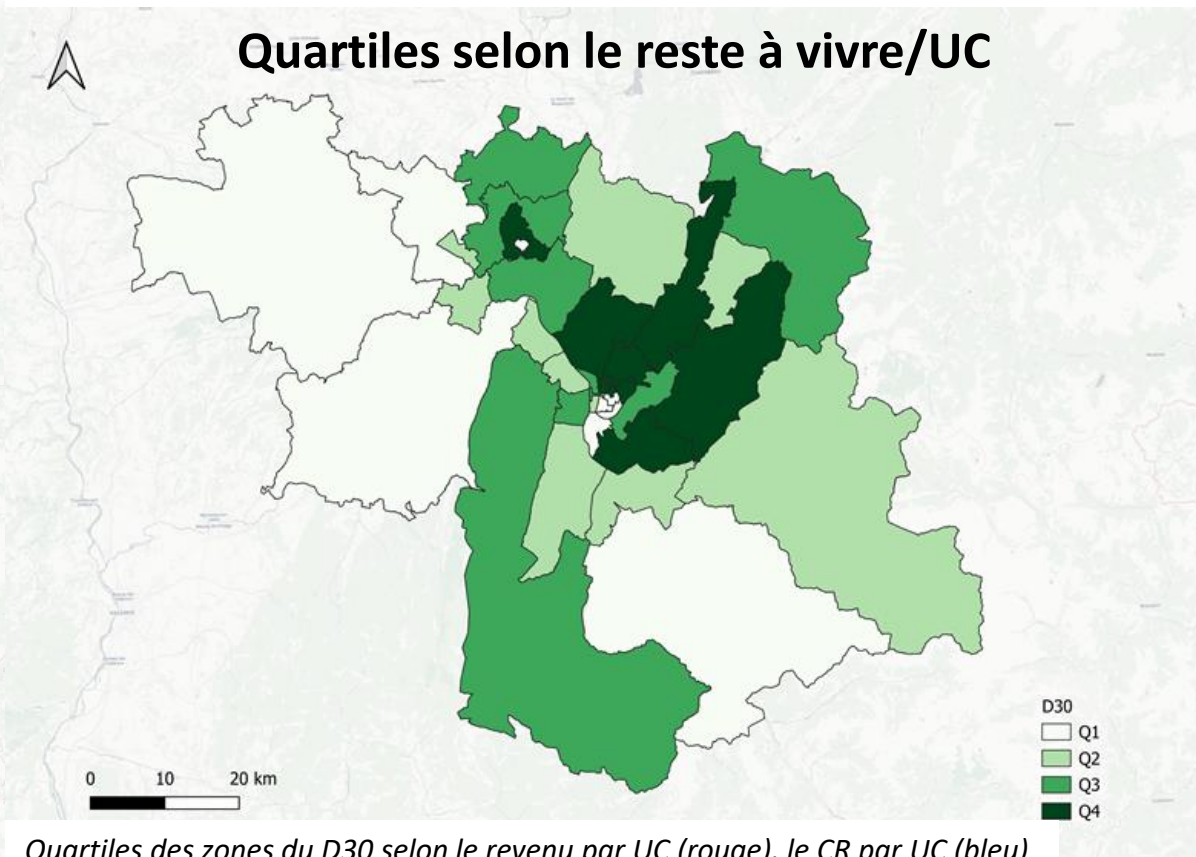 Quartiles selon le reste à vivre/UC
D30
Q1
Q2
Q3
Q4
0 10 20 km
Quartiles des zones du D30 selon le revenu par UC (rouge), le CR par UC (bleu)